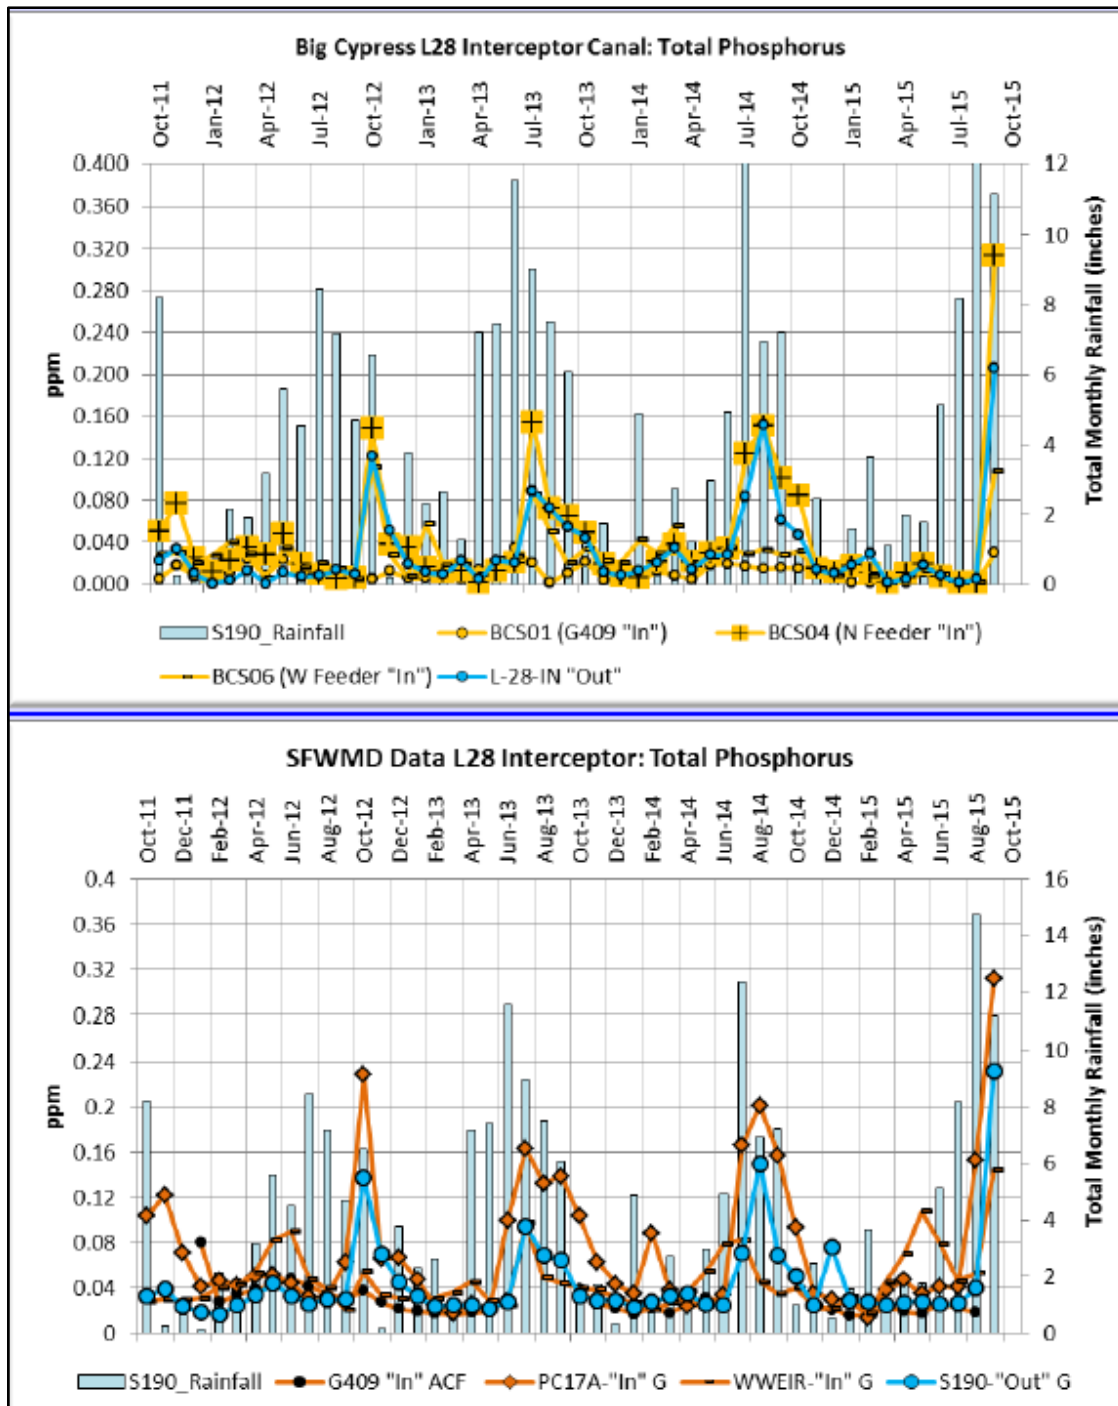 Big Cypress L28 Interceptor Canal: Total Phosphorus
Oct-11 Jan-12 Apr-12 Jul-12 Oct-12 Jan-13 Apr-13 Jul-13 Oct-13 Jan-14 Apr-14 Jul-14 Oct-14 Jan-15 Apr-15 Jul-15 Oct-15
0.400 12
0.360
0.320 10
0.280
0.240 8
0.200 6
0.160
0.120 4
0.080
0.040 2
0.000 0
ppm
Total Monthly Rainfall (inches)
S190_Rainfall BCS01 (G409 "In") BCS04 (N Feeder "In")
BCS06 (W Feeder "In") L-28-IN "Out"
SFWMD Data L28 Interceptor: Total Phosphorus
Oct-11 Dec-11 Feb-12 Apr-12 Jun-12 Aug-12 Oct-12 Dec-12 Feb-13 Apr-13 Jun-13 Aug-13 Oct-13 Dec-13 Feb-14 Apr-14 Jun-14 Aug-14 Oct-14 Dec-14 Feb-15 Apr-15 Jun-15 Aug-15 Oct-15
0.4 16
0.36 14
0.32
0.28 12
0.24 10
0.2 8
0.16 6
0.12
0.08 4
0.04 2
0 0
ppm
Total Monthly Rainfall (inches)
S190_Rainfall G409 "In" ACF PC17A-"In" G WWEIR-"In" G S190-"Out" G